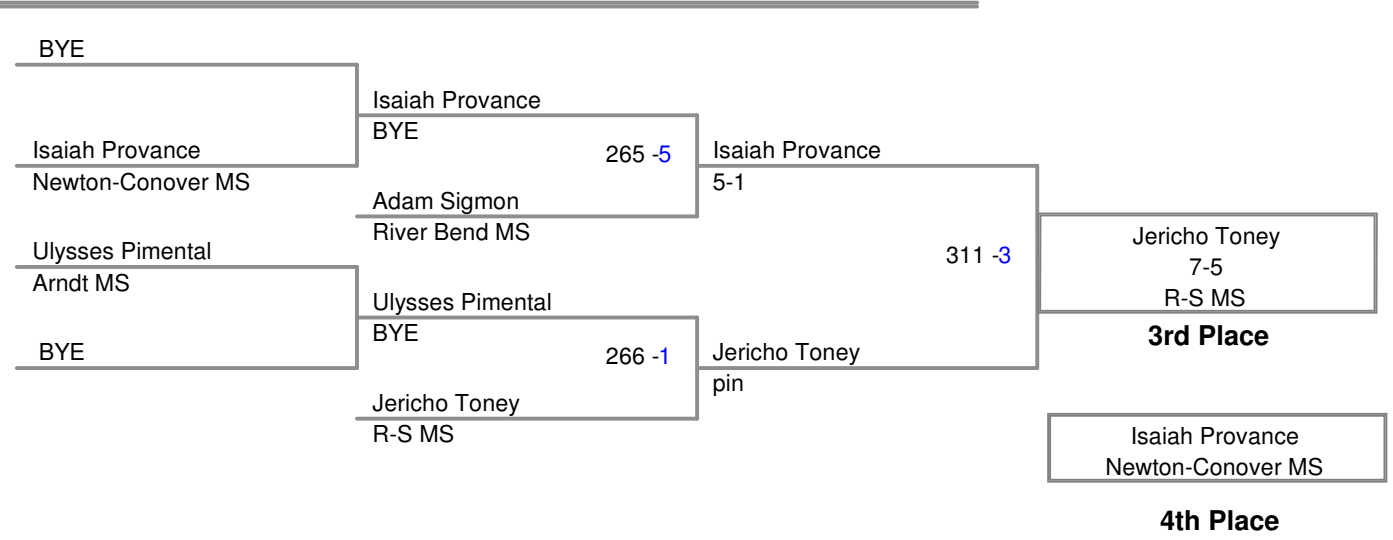 BYE
Isaiah Provance
BYE
265 -5
Isaiah Provance
Newton-Conover MS
Isaiah Provance
5-1
Adam Sigmon
River Bend MS
Ulysses Pimental
Arndt MS
311 -3
Jericho Toney
7-5
R-S MS
3rd Place
Ulysses Pimental
BYE
266 -1
BYE
Jericho Toney
pin
Jericho Toney
R-S MS
Isaiah Provance
Newton-Conover MS
4th Place